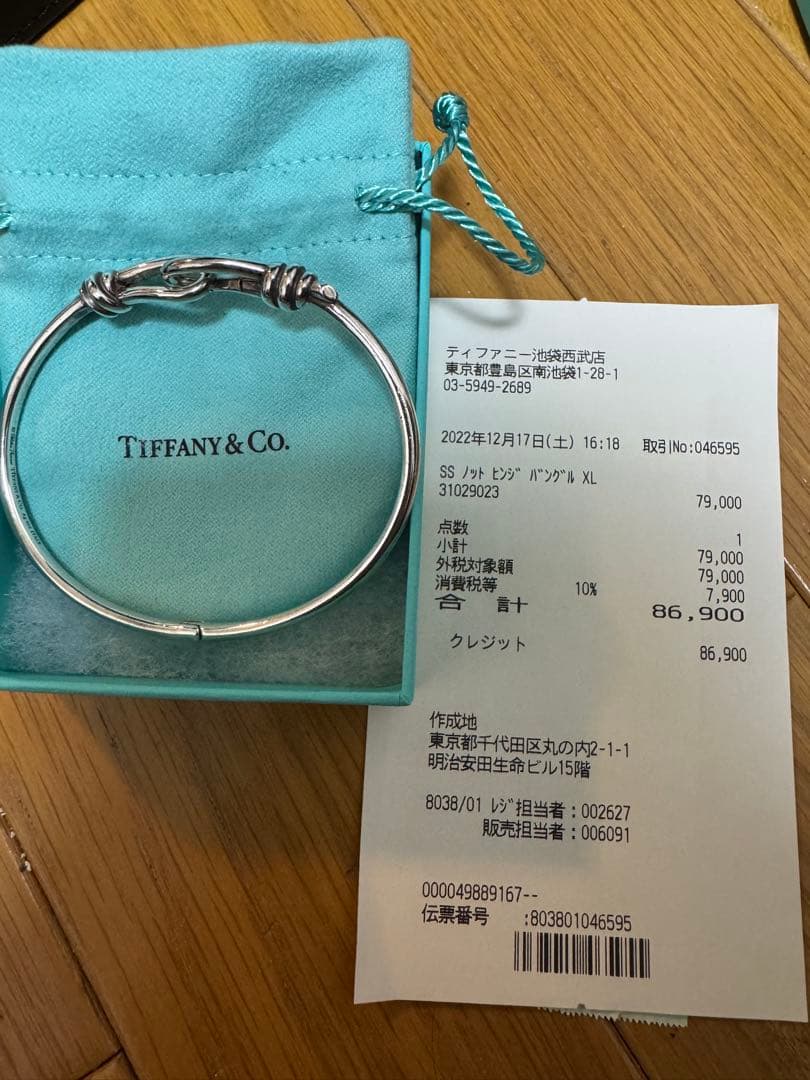 TIFFANY & CO.
ティファニー池袋西武店
東京都豊島区南池袋1-28-1
03-5949-2689
2022年12月17日(土) 16:18 取引No:046595
SS ノット ヒンジ バングル XL
31029023 79,000
点数 1
小計 79,000
外税対象額 79,000
消費税等 10% 7,900
合 計 86,900
クレジット 86,900
作成地
東京都千代田区丸の内2-1-1
明治安田生命ビル15階
8038/01 レジ担当者:002627
販売担当者:006091
000049889167--
伝票番号 :803801046595